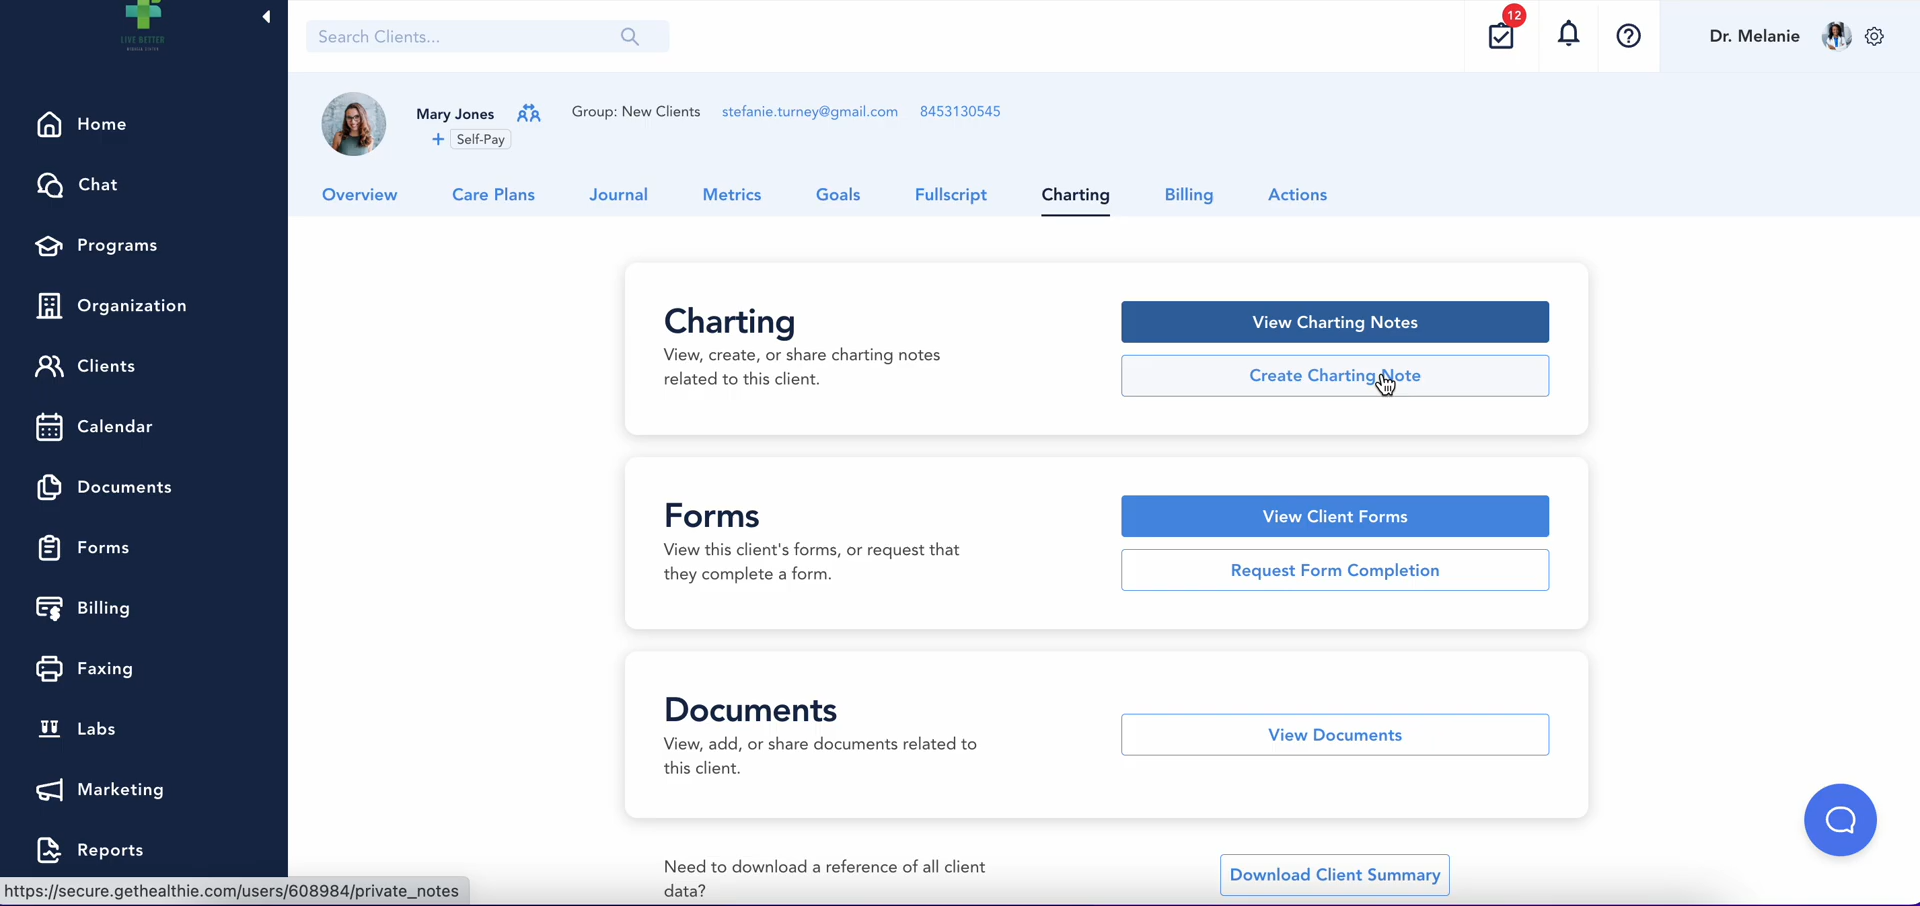 LIVE BETTER
Search Clients...
12
Dr. Melanie
Home
Chat
Programs
Organization
Clients
Calendar
Documents
Forms
Billing
Faxing
Labs
Marketing
Reports
Mary Jones
Group: New Clients stefanie.turney@gmail.com 8453130545
+ Self-Pay
Overview Care Plans Journal Metrics Goals Fullscript Charting Billing Actions
Charting
View, create, or share charting notes
related to this client.
View Charting Notes
Create Charting Note
Forms
View this client's forms, or request that
they complete a form.
View Client Forms
Request Form Completion
Documents
View, add, or share documents related to
this client.
View Documents
Need to download a reference of all client
data?
Download Client Summary
https://secure.gethealthie.com/users/608984/private_notes